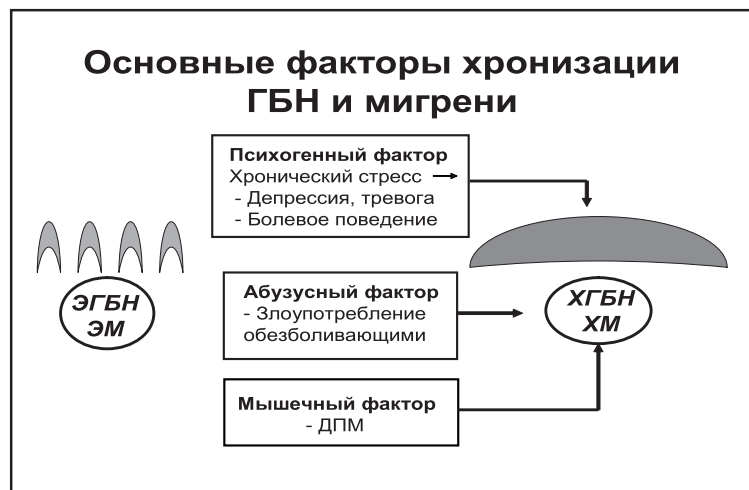 Основные факторы хронизации
ГБН и мигрени
Психогенный фактор
Хронический стресс
- Депрессия, тревога
- Болевое поведение
ЭГБН
ЭМ
Абузусный фактор
- Злоупотребление
обезболивающими
ХГБН
ХМ
Мышечный фактор
- ДПМ